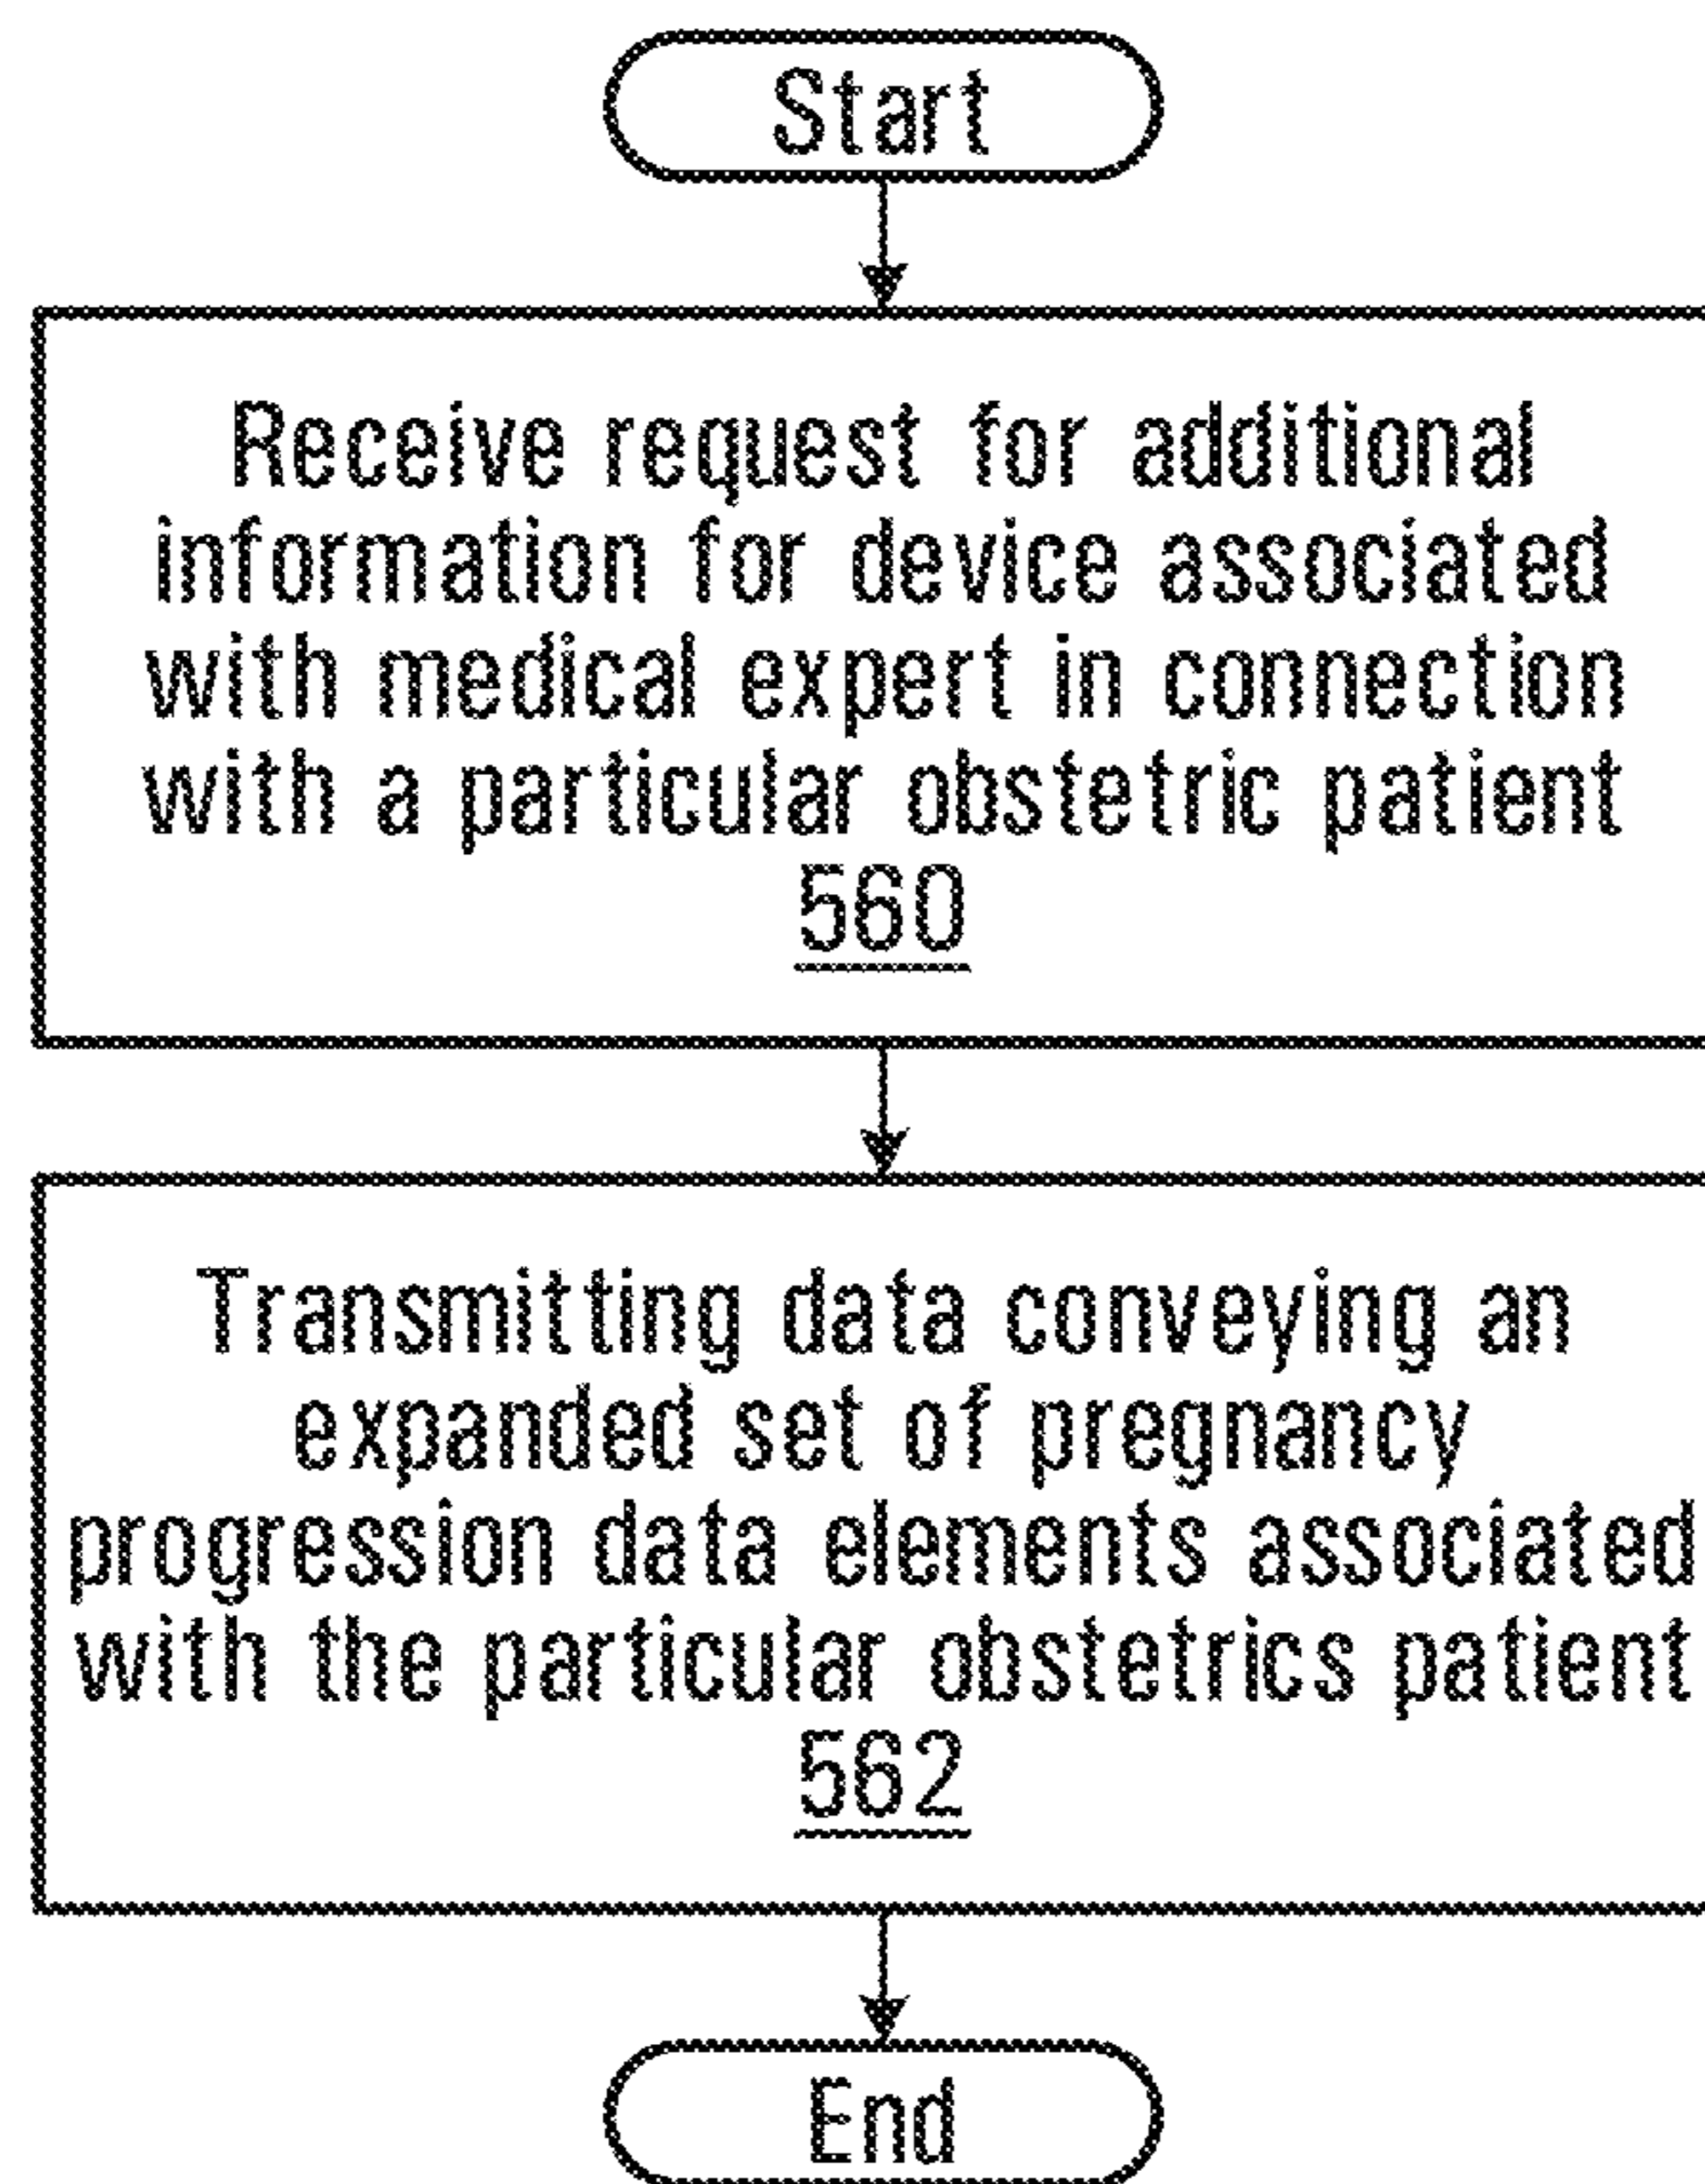 Start
Receive request for additional
information for device associated
with medical expert in connection
with a particular obstetric patient
560
Transmitting data conveying an
expanded set of pregnancy
progression data elements associated
with the particular obstetrics patient
562
End